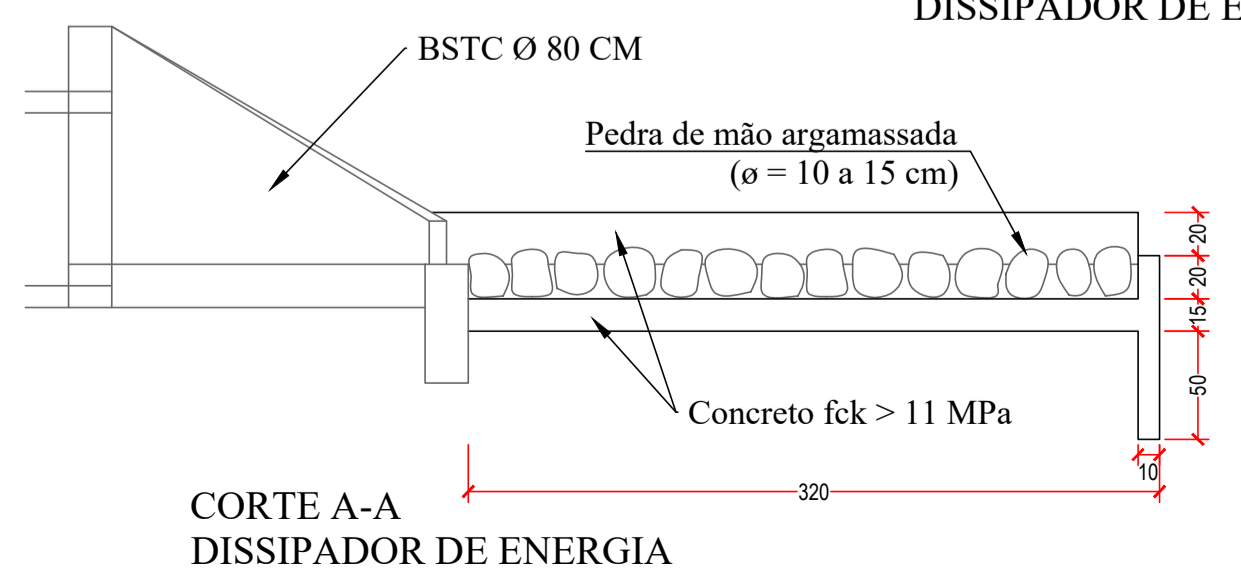 DISSIPADOR DE E
BSTC Ø 80 CM
Pedra de mão argamassada
(ø = 10 a 15 cm)
20
20
15
50
Concreto fck > 11 MPa
10
320
CORTE A-A
DISSIPADOR DE ENERGIA